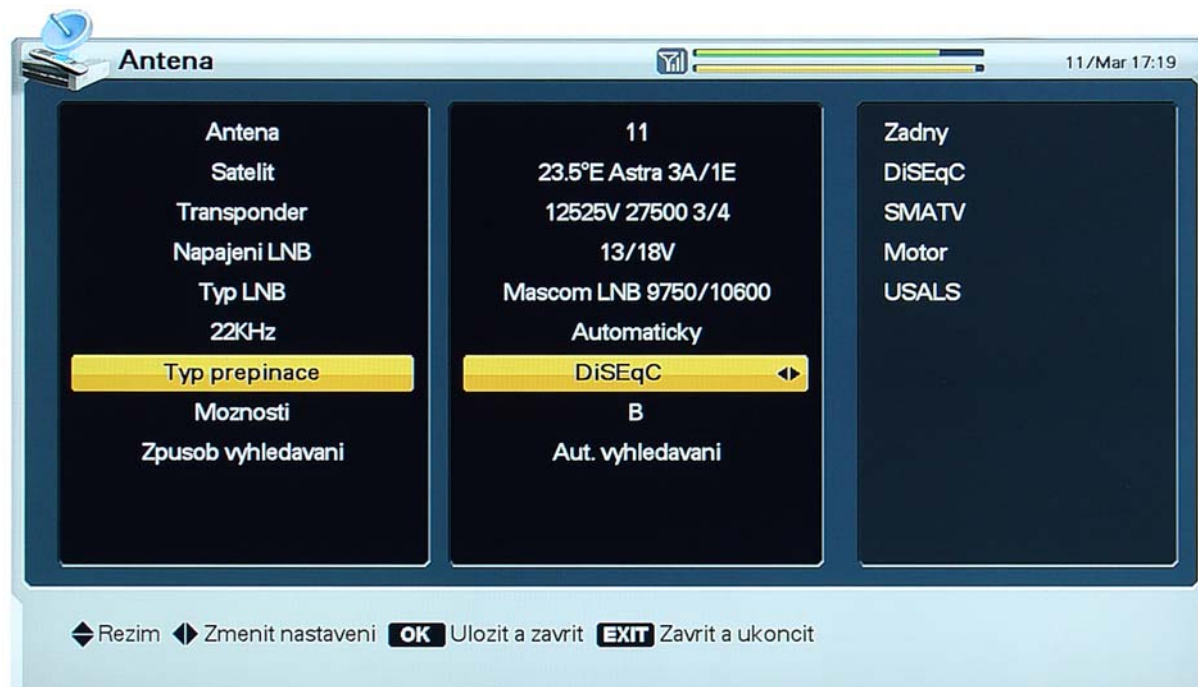 Antena
11/Mar 17:19
Antena 11
Satelit 23.5°E Astra 3A/1E
Transponder 12525V 27500 3/4
Napajeni LNB 13/18V
Typ LNB Mascom LNB 9750/10600
22KHz Automaticky
Typ prepinace DiSEqC
Moznosti B
Zpusob vyhledavani Aut. vyhledavani
Zadny
DiSEqC
SMATV
Motor
USALS
Rezim Zmenit nastaveni OK Ulozit a zavrit EXIT Zavrit a ukoncit